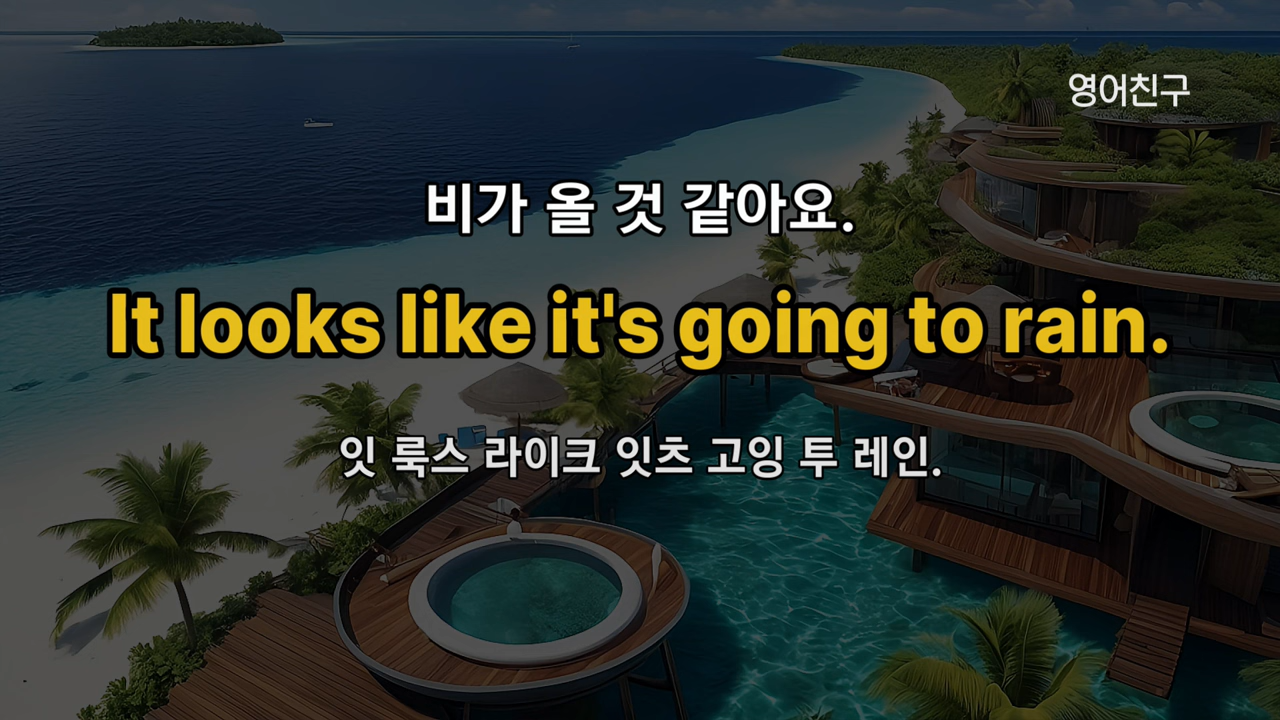 영어친구
비가 올 것 같아요.
It looks like it's going to rain.
잇 룩스 라이크 잇츠 고잉 투 레인.